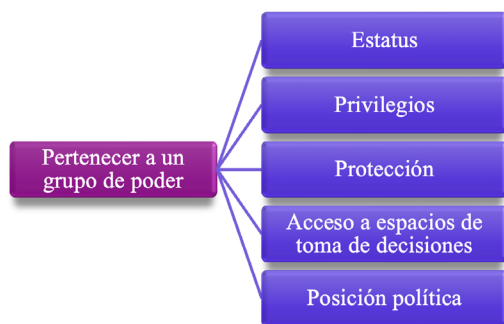 Pertenecer a un
grupo de poder
Estatus
Privilegios
Protección
Acceso a espacios de
toma de decisiones
Posición política